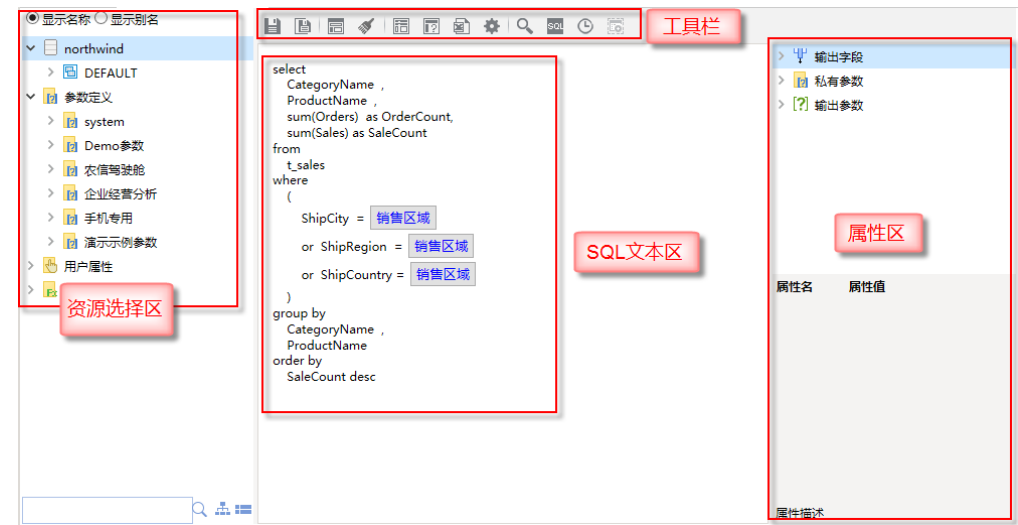 显示名称 显示别名
northwind
DEFAULT
参数定义
system
Demo参数
农信驾驶舱
企业经营分析
手机专用
演示示例参数
用户属性
Fx
资源选择区
SQL
工具栏
select
CategoryName ,
ProductName ,
sum(Orders) as OrderCount,
sum(Sales) as SaleCount
from
t_sales
where
(
ShipCity = 销售区域
or ShipRegion = 销售区域
or ShipCountry = 销售区域
)
group by
CategoryName ,
ProductName
order by
SaleCount desc
SQL文本区
输出字段
私有参数
[?] 输出参数
属性区
属性名 属性值
属性描述